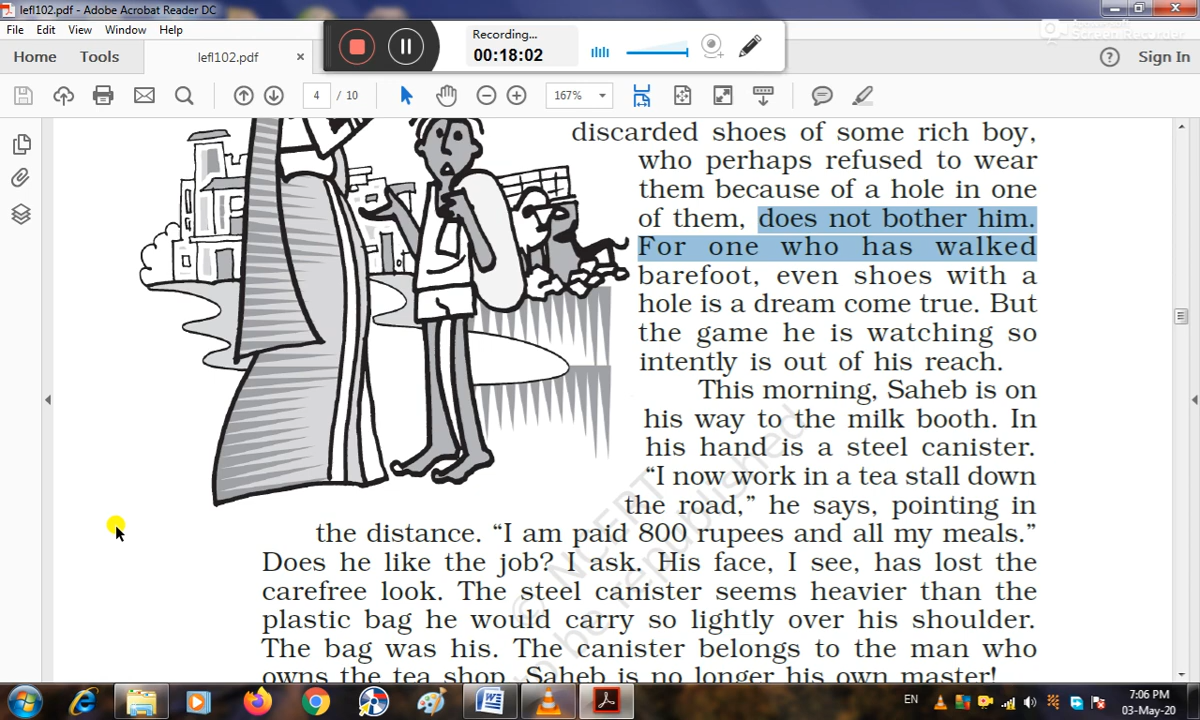 lefl102.pdf - Adobe Acrobat Reader DC
File Edit View Window Help
Recording...
00:18:02
Screen Recorder
Home Tools lefl102.pdf × Sign In
4 / 10 167%
discarded shoes of some rich boy,
who perhaps refused to wear
them because of a hole in one
of them, does not bother him.
For one who has walked
barefoot, even shoes with a
hole is a dream come true. But
the game he is watching so
intently is out of his reach.
This morning, Saheb is on
his way to the milk booth. In
his hand is a steel canister.
“I now work in a tea stall down
the road,” he says, pointing in
the distance. “I am paid 800 rupees and all my meals.”
Does he like the job? I ask. His face, I see, has lost the
carefree look. The steel canister seems heavier than the
plastic bag he would carry so lightly over his shoulder.
The bag was his. The canister belongs to the man who
owns the tea shop. Saheb is no longer his own master!
© NCERT
o be republished
EN 7:06 PM
03-May-20